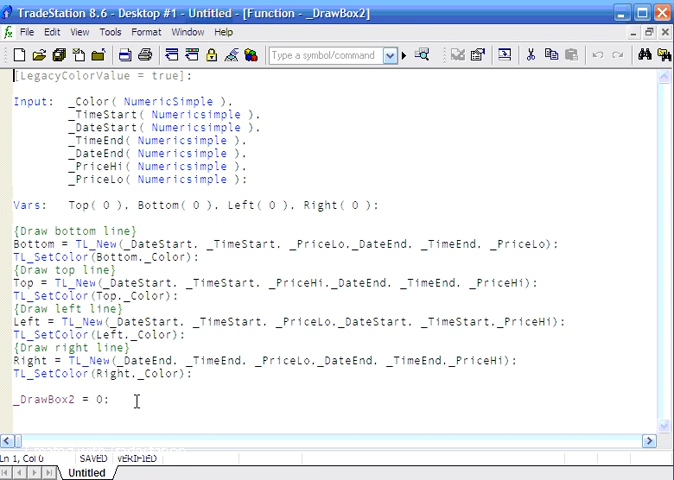 TradeStation 8.6 - Desktop #1 - Untitled - [Function - _DrawBox2]
File Edit View Tools Format Window Help
Type a symbol/command
[LegacyColorValue = true];
Input: _Color( NumericSimple ),
_TimeStart( Numericsimple ),
_DateStart( Numericsimple ),
_TimeEnd( Numericsimple ),
_DateEnd( Numericsimple ),
_PriceHi( Numericsimple ),
_PriceLo( Numericsimple );
Vars: Top( 0 ), Bottom( 0 ), Left( 0 ), Right( 0 );
{Draw bottom line}
Bottom = TL_New(_DateStart, _TimeStart, _PriceLo,_DateEnd, _TimeEnd, _PriceLo);
TL_SetColor(Bottom,_Color);
{Draw top line}
Top = TL_New(_DateStart, _TimeStart, _PriceHi,_DateEnd, _TimeEnd, _PriceHi);
TL_SetColor(Top,_Color);
{Draw left line}
Left = TL_New(_DateStart, _TimeStart, _PriceLo,_DateStart, _TimeStart,_PriceHi);
TL_SetColor(Left,_Color);
{Draw right line}
Right = TL_New(_DateEnd, _TimeEnd, _PriceLo,_DateEnd, _TimeEnd,_PriceHi);
TL_SetColor(Right,_Color);
_DrawBox2 = 0;
Ln 1, Col 0 SAVED VERIFIED
Untitled